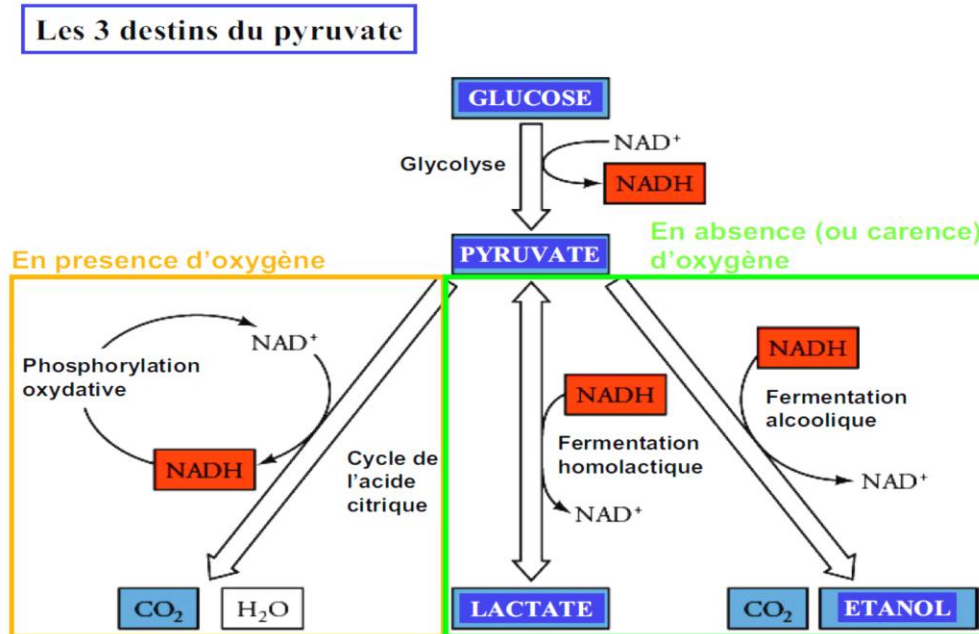 Les 3 destins du pyruvate
GLUCOSE
Glycolyse
NAD⁺
NADH
PYRUVATE
En presence d'oxygène
En absence (ou carence)
d'oxygène
NAD⁺
Phosphorylation
oxydative
NADH
Cycle de
l'acide
citrique
CO₂
H₂O
NADH
Fermentation
homolactique
NAD⁺
LACTATE
NADH
Fermentation
alcoolique
NAD⁺
CO₂
ETANOL